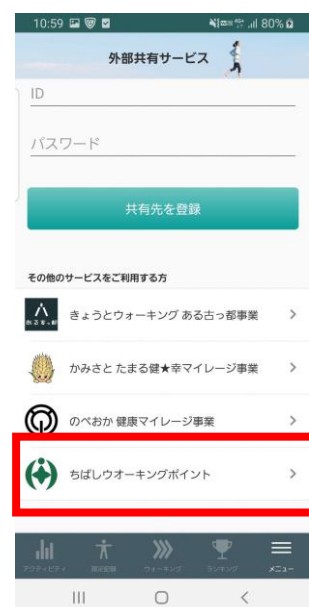 10:59 80%
外部共有サービス
ID
パスワード
共有先を登録
その他のサービスをご利用する方
きょうとウォーキング ある古っ都事業
かみさと たまる健★幸マイレージ事業
のべおか 健康マイレージ事業
ちばしウオーキングポイント
アクティビティ ウォーキング ランキング メニュー